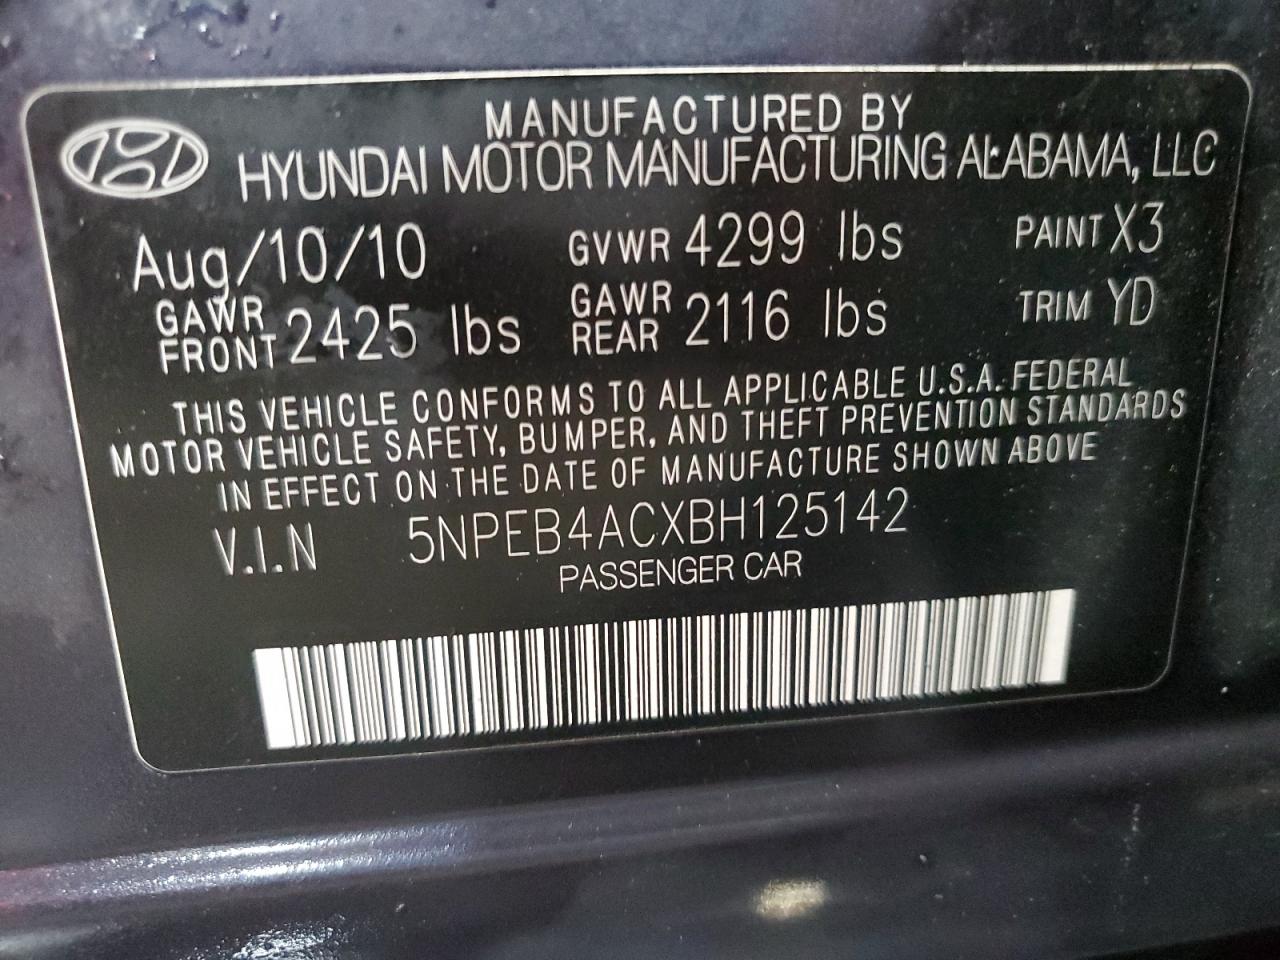 MANUFACTURED BY
HYUNDAI MOTOR MANUFACTURING ALABAMA, LLC
Aug/10/10 GVWR 4299 lbs PAINT X3
GAWR FRONT 2425 lbs GAWR REAR 2116 lbs TRIM YD
THIS VEHICLE CONFORMS TO ALL APPLICABLE U.S.A. FEDERAL
MOTOR VEHICLE SAFETY, BUMPER, AND THEFT PREVENTION STANDARDS
IN EFFECT ON THE DATE OF MANUFACTURE SHOWN ABOVE
V.I.N 5NPEB4ACXBH125142
PASSENGER CAR